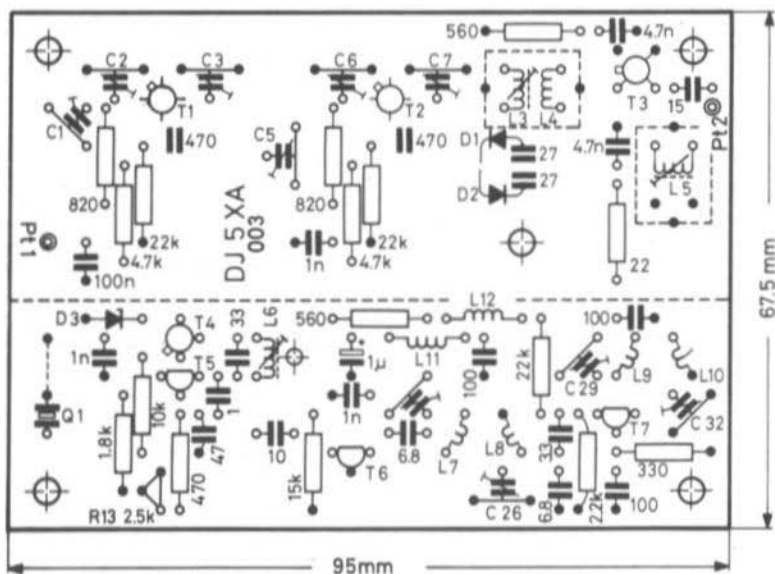 560
4.7n
C2
C3
C6
C7
T1
T2
T3
15
Pt2
C1
470
C5
470
L3
L4
D1
27
4.7n
L5
D2
27
820
22k
4.7k
Pt1
100n
DJ 5 XA
003
820
1n
22k
4.7k
22
67.5 mm
D3
T4
33
L6
560
L12
100
1n
T5
1µ
L11
100
22k
C 29
L9
L10
Q1
10k
1
1n
C 32
1.8k
47
10
6.8
L7
L8
33
T7
330
R13 2.5k
470
15k
T6
C 26
6.8
2.2k
100
95mm